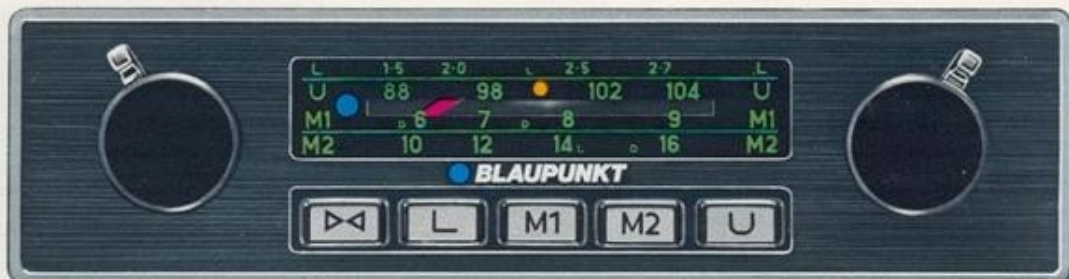 L 1·5 2·0 L 2·5 2·7 L
U 88 98 102 104 U
M1 D 6 7 D 8 9 M1
M2 10 12 14 L D 16 M2
BLAUPUNKT
L M1 M2 U